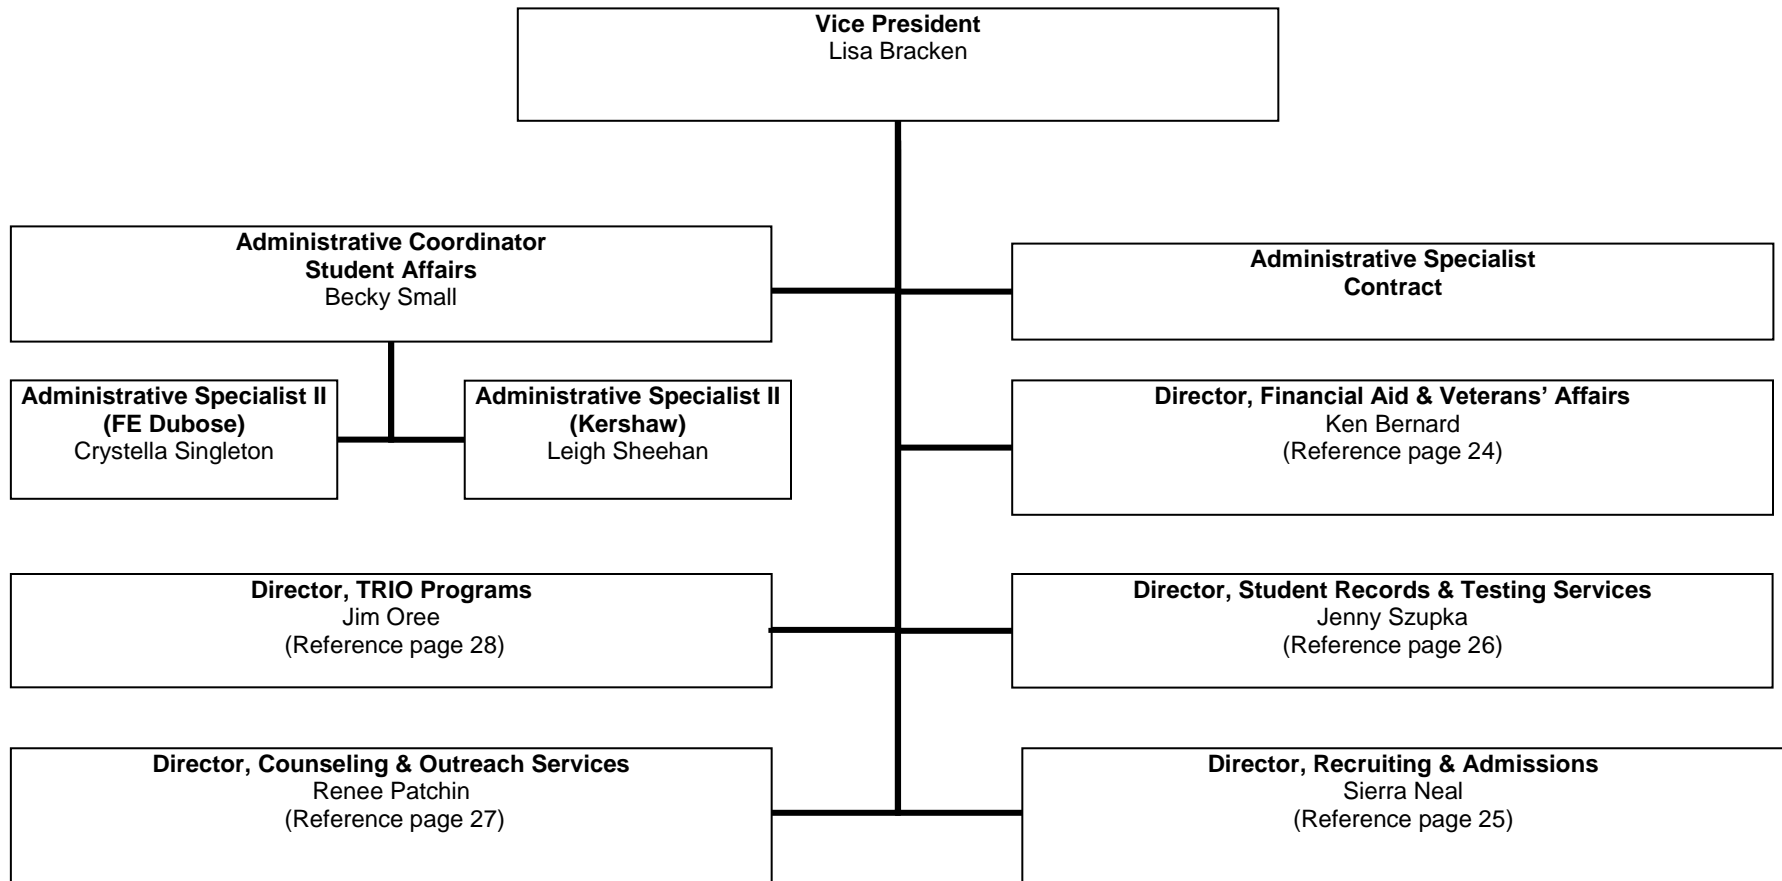 Vice President
Lisa Bracken
Administrative Coordinator
Student Affairs
Becky Small
Administrative Specialist
Contract
Administrative Specialist II
(FE Dubose)
Crystella Singleton
Administrative Specialist II
(Kershaw)
Leigh Sheehan
Director, Financial Aid & Veterans’ Affairs
Ken Bernard
(Reference page 24)
Director, TRIO Programs
Jim Oree
(Reference page 28)
Director, Student Records & Testing Services
Jenny Szupka
(Reference page 26)
Director, Counseling & Outreach Services
Renee Patchin
(Reference page 27)
Director, Recruiting & Admissions
Sierra Neal
(Reference page 25)